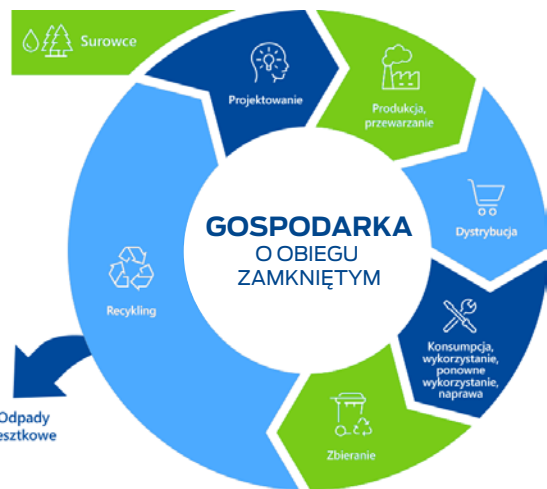 Surowce
Projektowanie
Produkcja,
przewarzanie
Dystrybucja
GOSPODARKA
O OBIEGU
ZAMKNIĘTYM
Konsumpcja,
wykorzystanie,
ponowne
wykorzystanie,
naprawa
Zbieranie
Recykling
Odpady
esztkowe